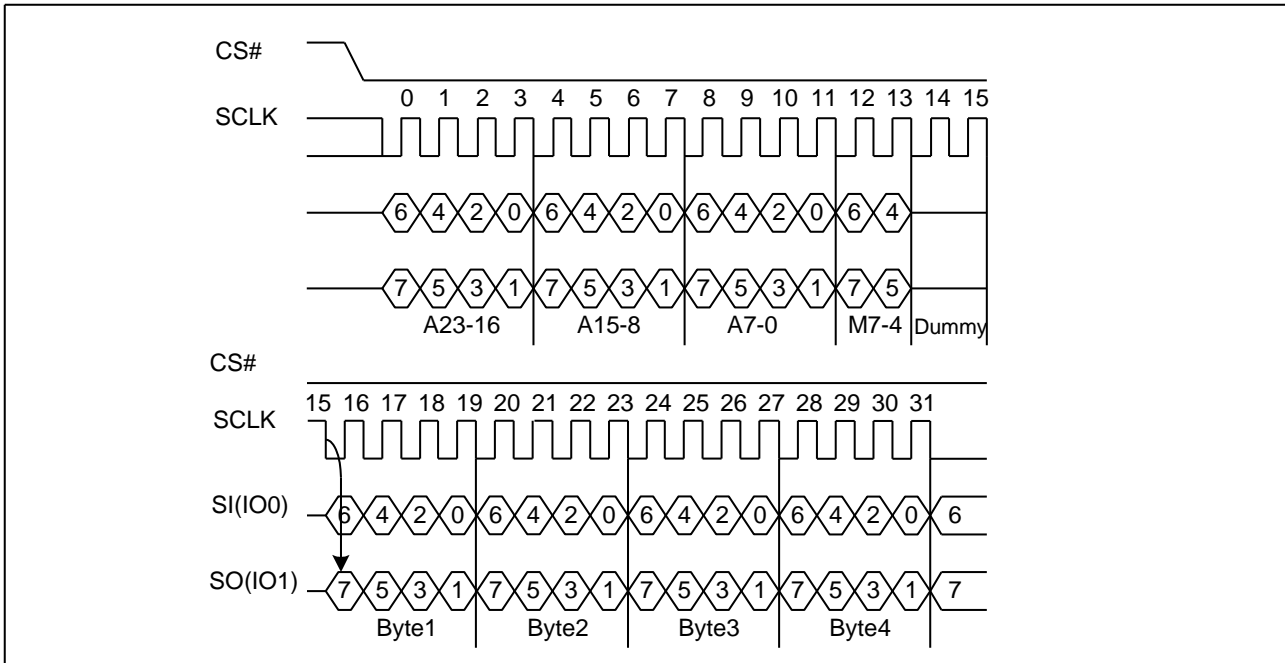 CS#
0 1 2 3 4 5 6 7 8 9 10 11 12 13 14 15
SCLK
6 4 2 0 6 4 2 0 6 4 2 0 6 4
7 5 3 1 7 5 3 1 7 5 3 1 7 5
A23-16 A15-8 A7-0 M7-4 Dummy
CS#
15 16 17 18 19 20 21 22 23 24 25 26 27 28 29 30 31
SCLK
SI(IO0) 6 4 2 0 6 4 2 0 6 4 2 0 6 4 2 0 6
SO(IO1) 7 5 3 1 7 5 3 1 7 5 3 1 7 5 3 1 7
Byte1 Byte2 Byte3 Byte4